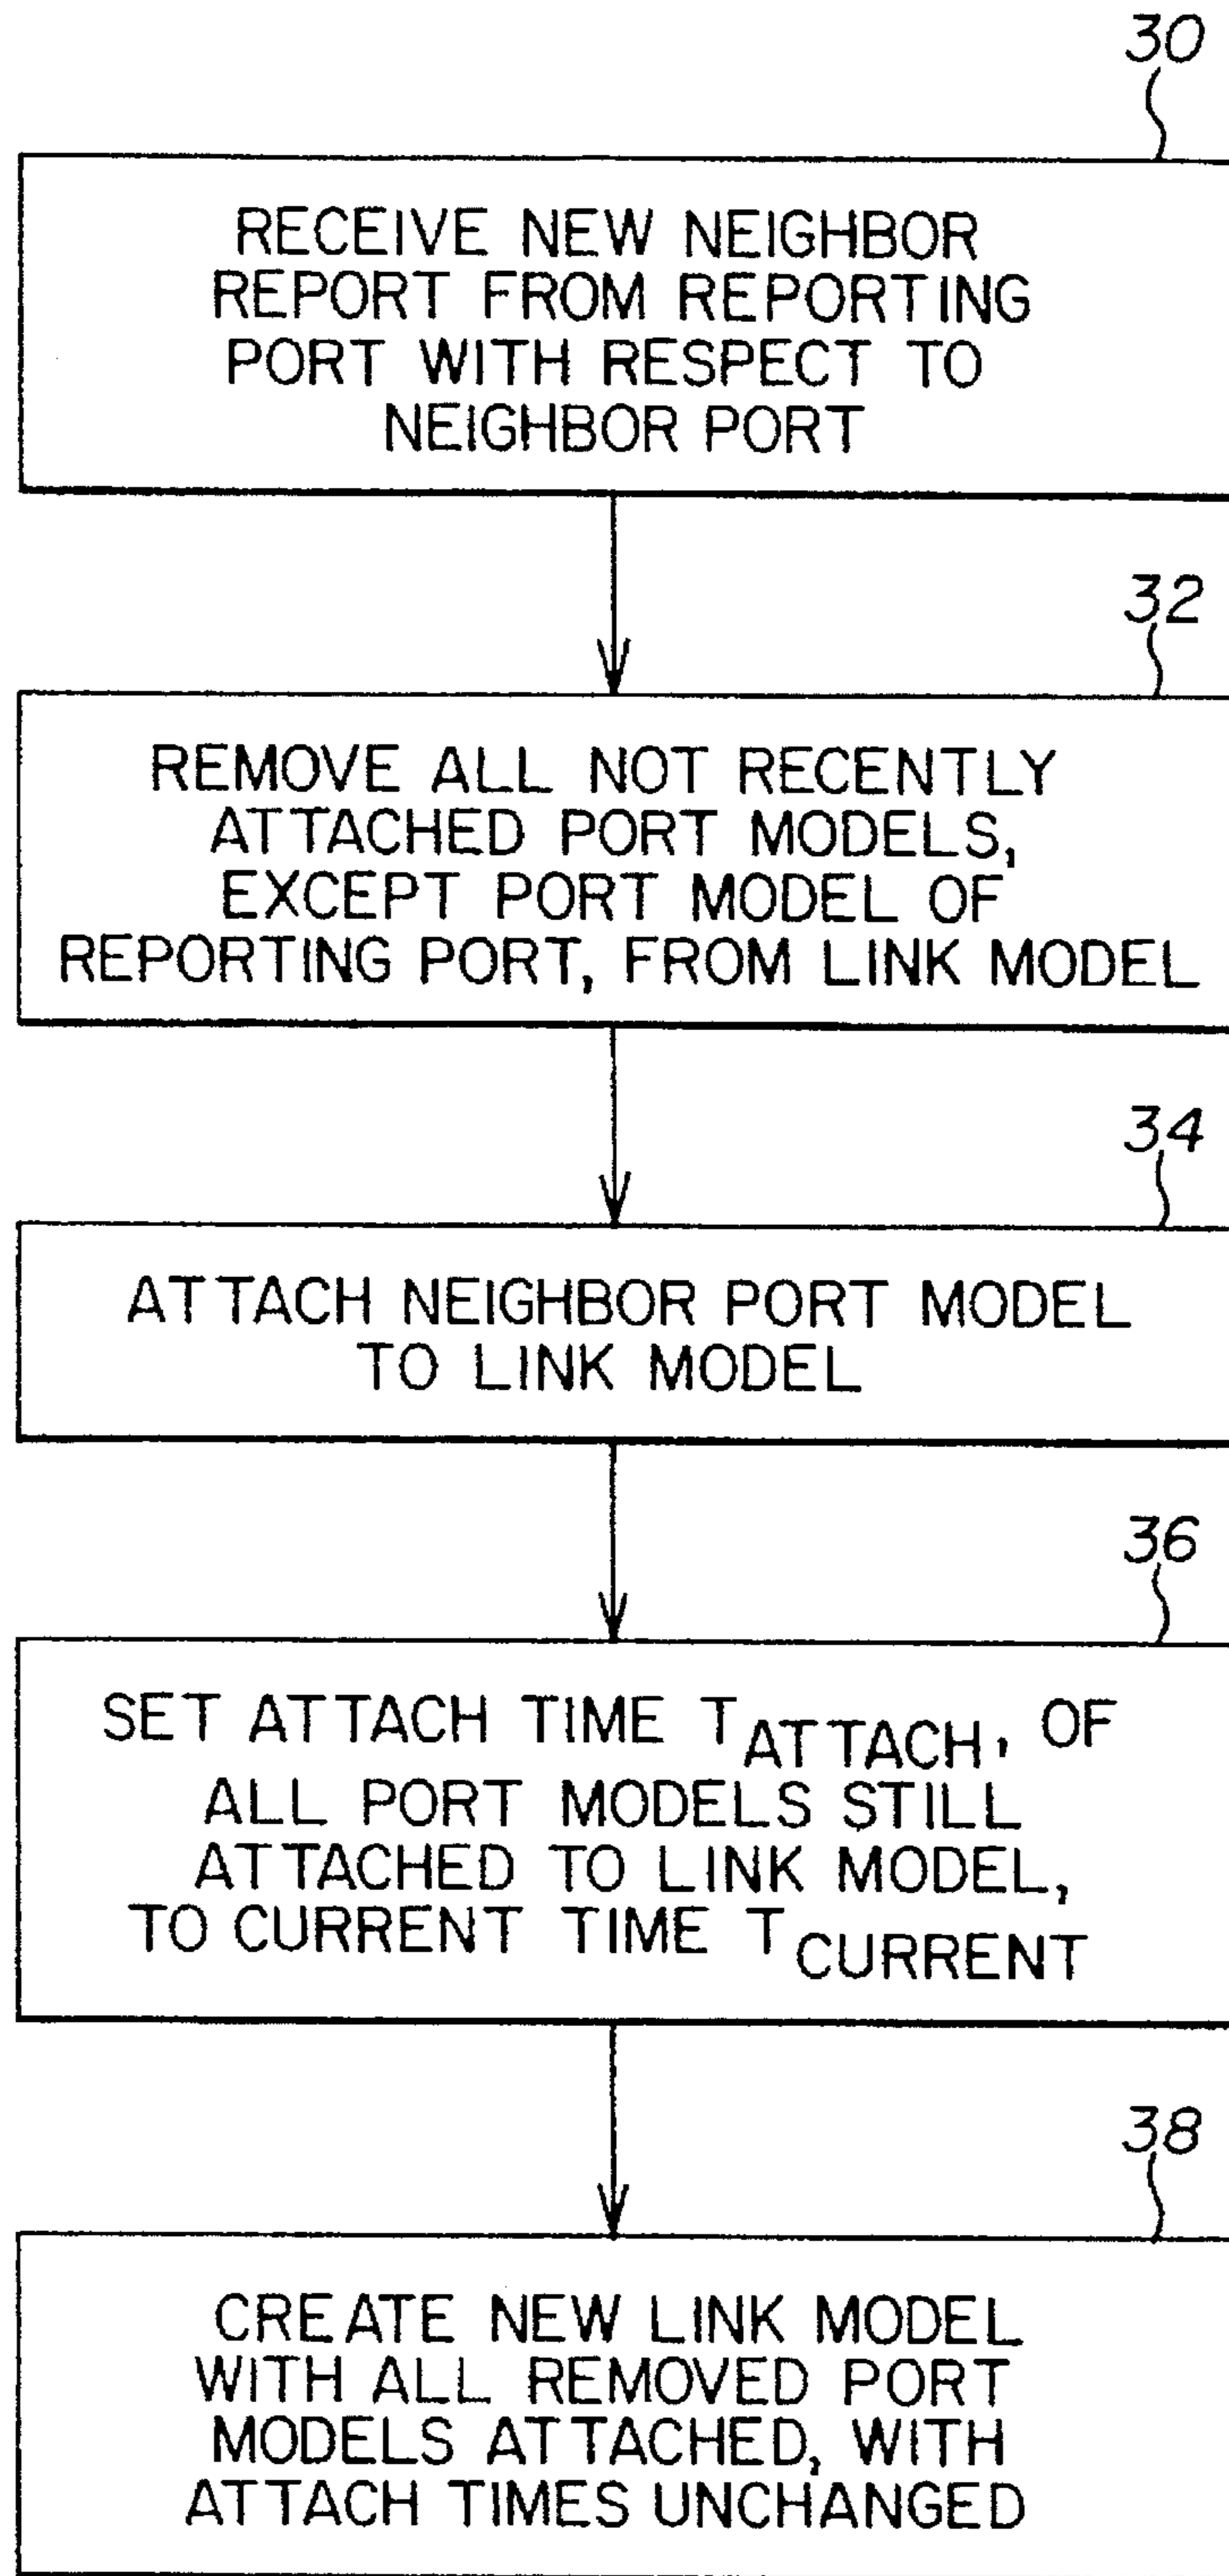 30
RECEIVE NEW NEIGHBOR
REPORT FROM REPORTING
PORT WITH RESPECT TO
NEIGHBOR PORT
32
REMOVE ALL NOT RECENTLY
ATTACHED PORT MODELS,
EXCEPT PORT MODEL OF
REPORTING PORT, FROM LINK MODEL
34
ATTACH NEIGHBOR PORT MODEL
TO LINK MODEL
36
SET ATTACH TIME TATTACH, OF
ALL PORT MODELS STILL
ATTACHED TO LINK MODEL,
TO CURRENT TIME TCURRENT
38
CREATE NEW LINK MODEL
WITH ALL REMOVED PORT
MODELS ATTACHED, WITH
ATTACH TIMES UNCHANGED